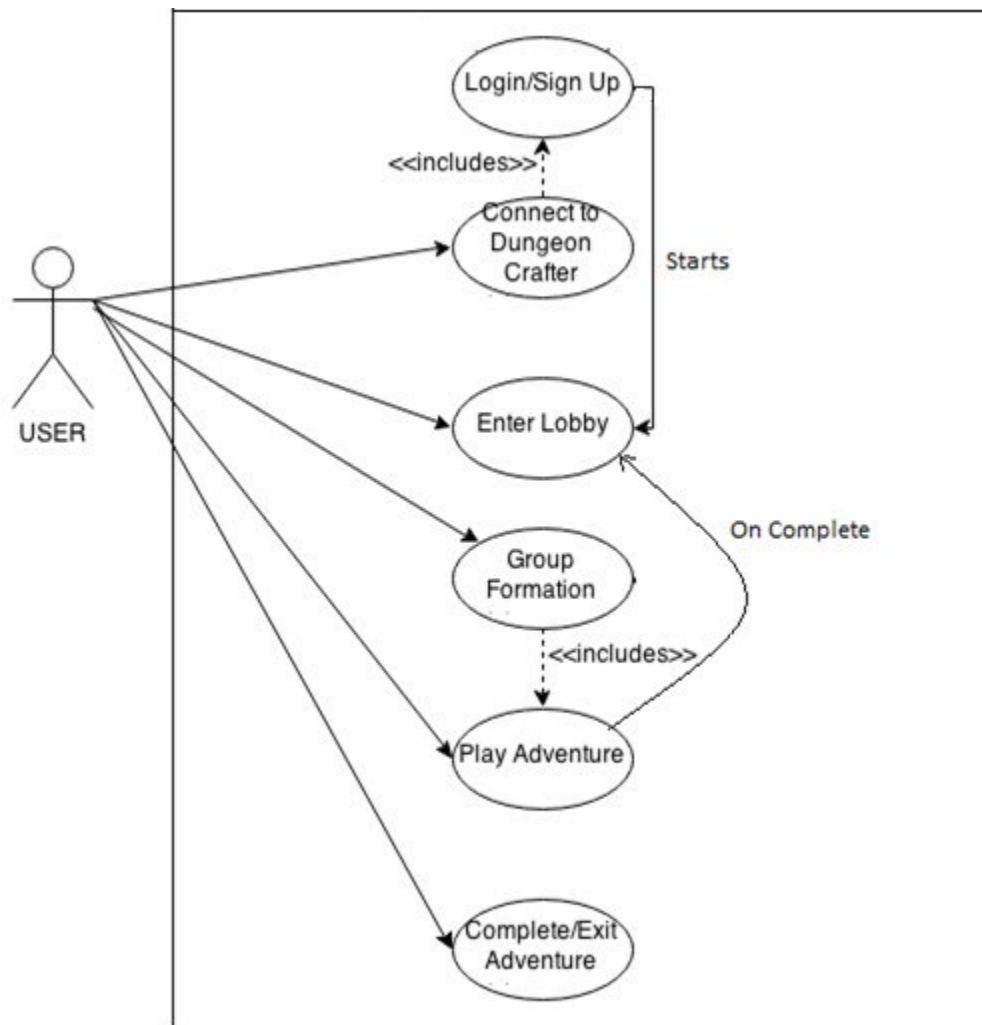 Login/Sign Up
<<includes>>
Connect to
Dungeon
Crafter
Starts
USER
Enter Lobby
On Complete
Group
Formation
<<includes>>
Play Adventure
Complete/Exit
Adventure